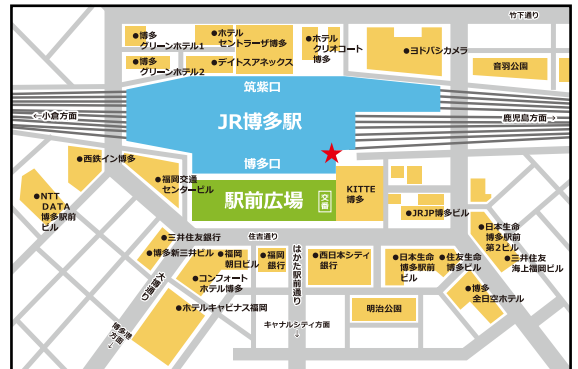 竹下通り
●博多
グリーンホテル1
●ホテル
セントラーザ博多
●ホテル
クリオコート
博多
●ヨドバシカメラ
●博多
グリーンホテル2
●デイトスアネックス
音羽公園
筑紫口
JR博多駅
←小倉方面
鹿児島方面→
博多口
●西鉄イン博多
●福岡交通
センタービル
駅前広場
交番
KITTE
博多
●NTT
DATA
博多駅前
ビル
●JRJP博多ビル
住吉通り
●三井住友銀行
●博多新三井ビル
●福岡
朝日ビル
●福岡
銀行
はかた駅前通り
●西日本シティ
銀行
●日本生命
博多駅前
ビル
●住友生命
博多ビル
●日本生命
博多駅前
第2ビル
●三井住友
海上福岡ビル
大博通り
●コンフォート
ホテル博多
●博多
全日空ホテル
●ホテルキャビナス福岡
明治公園
博多港
方面→
キャナルシティ方面
→